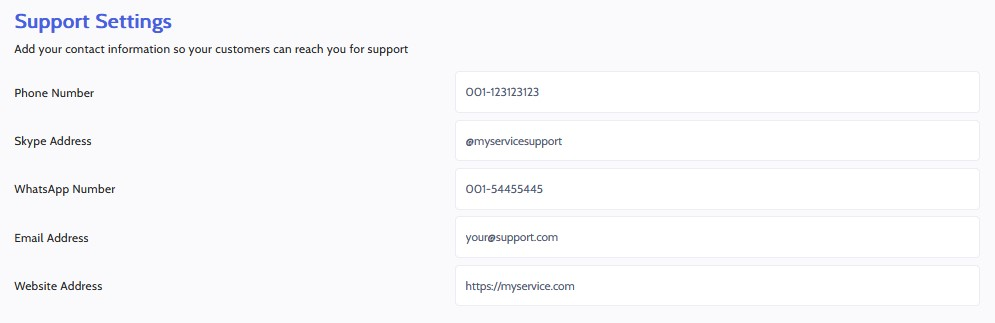 Support Settings
Add your contact information so your customers can reach you for support
Phone Number
001-123123123
Skype Address
@myservicesupport
WhatsApp Number
001-54455445
Email Address
your@support.com
Website Address
https://myservice.com